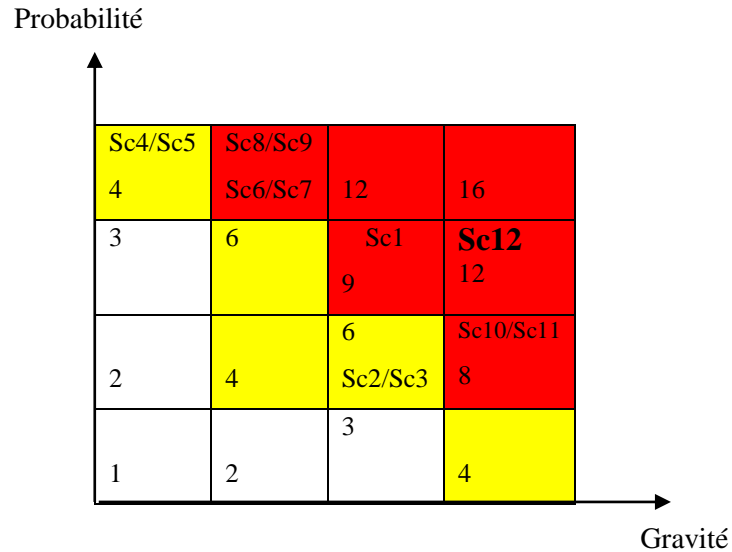 Probabilité
Sc4/Sc5 Sc8/Sc9
4 Sc6/Sc7 12 16
3 6 Sc1 Sc12
9 12
6 Sc10/Sc11
2 4 Sc2/Sc3 8
3
1 2 4
Gravité